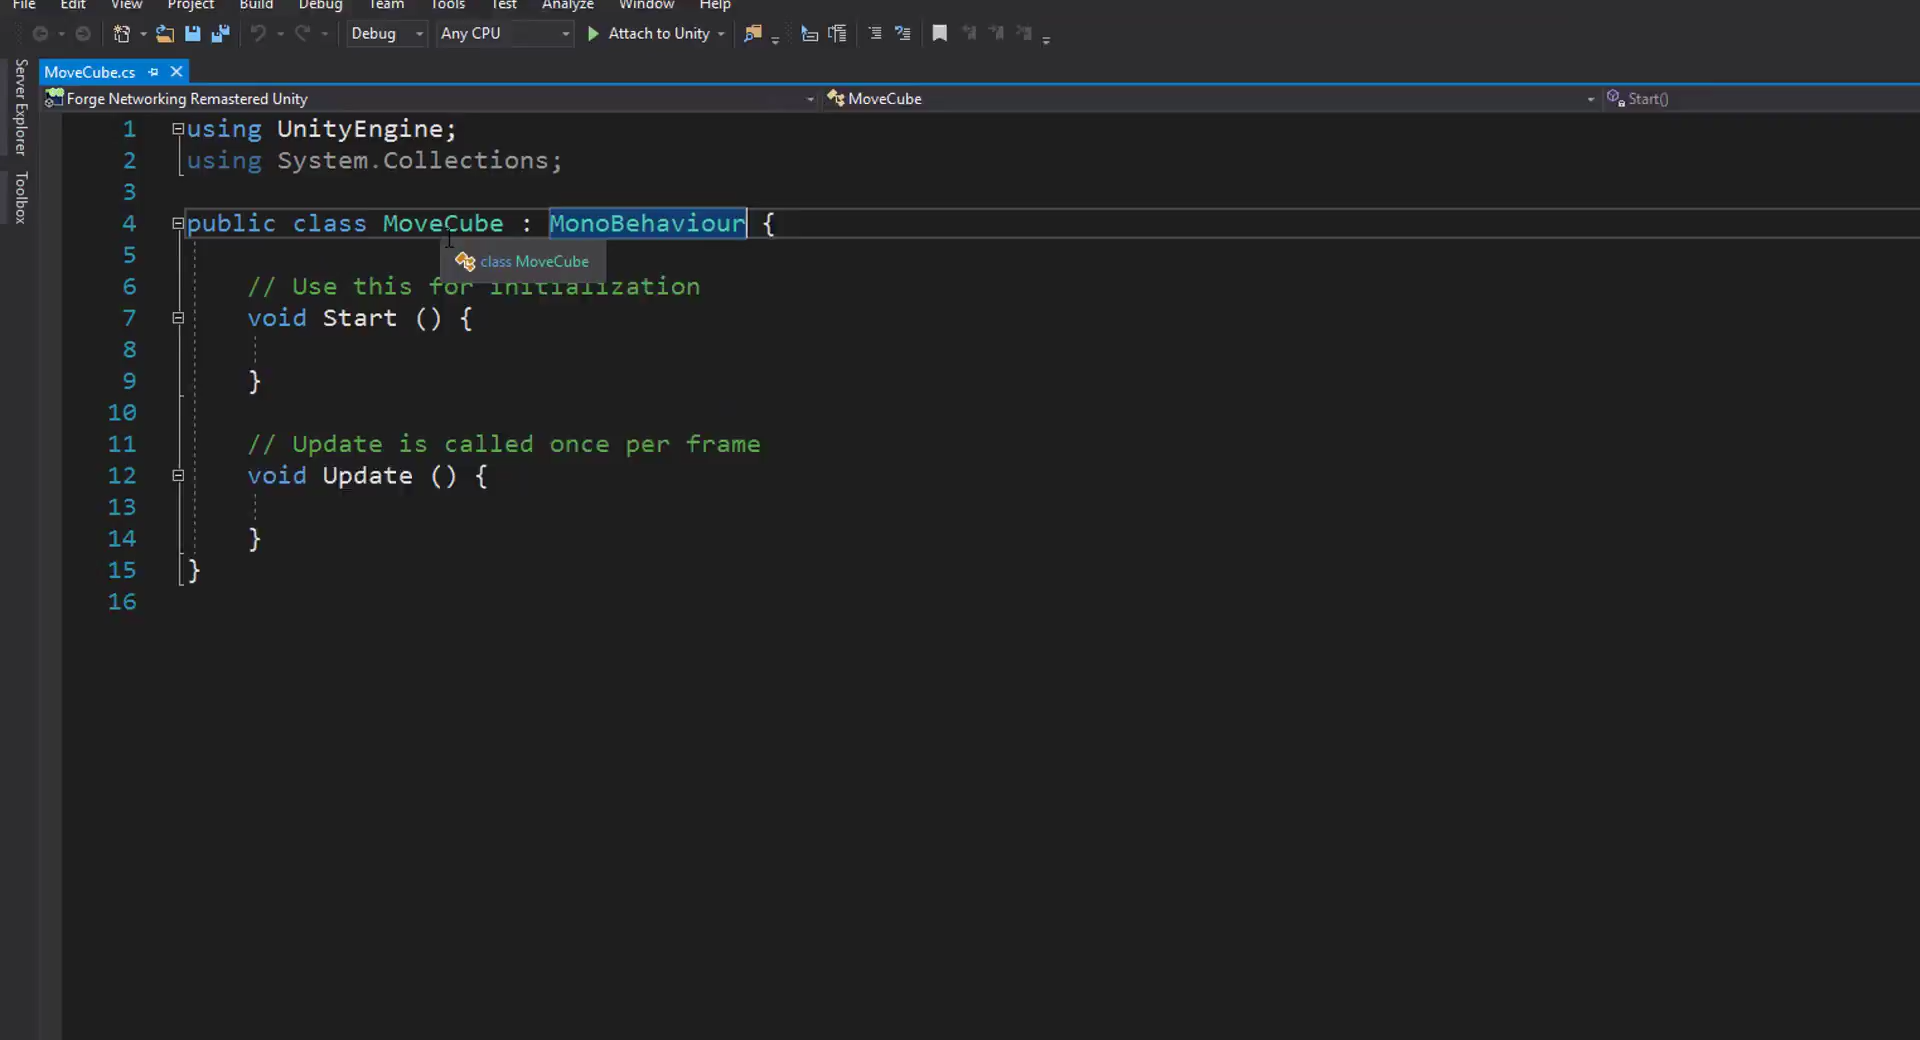 File Edit View Project Build Debug Team Tools Test Analyze Window Help
Debug Any CPU Attach to Unity
Server Explorer
Toolbox
MoveCube.cs
Forge Networking Remastered Unity MoveCube Start()
1 using UnityEngine;
2 using System.Collections;
3
4 public class MoveCube : MonoBehaviour {
5
class MoveCube
6 // Use this for initialization
7 void Start () {
8
9 }
10
11 // Update is called once per frame
12 void Update () {
13
14 }
15 }
16